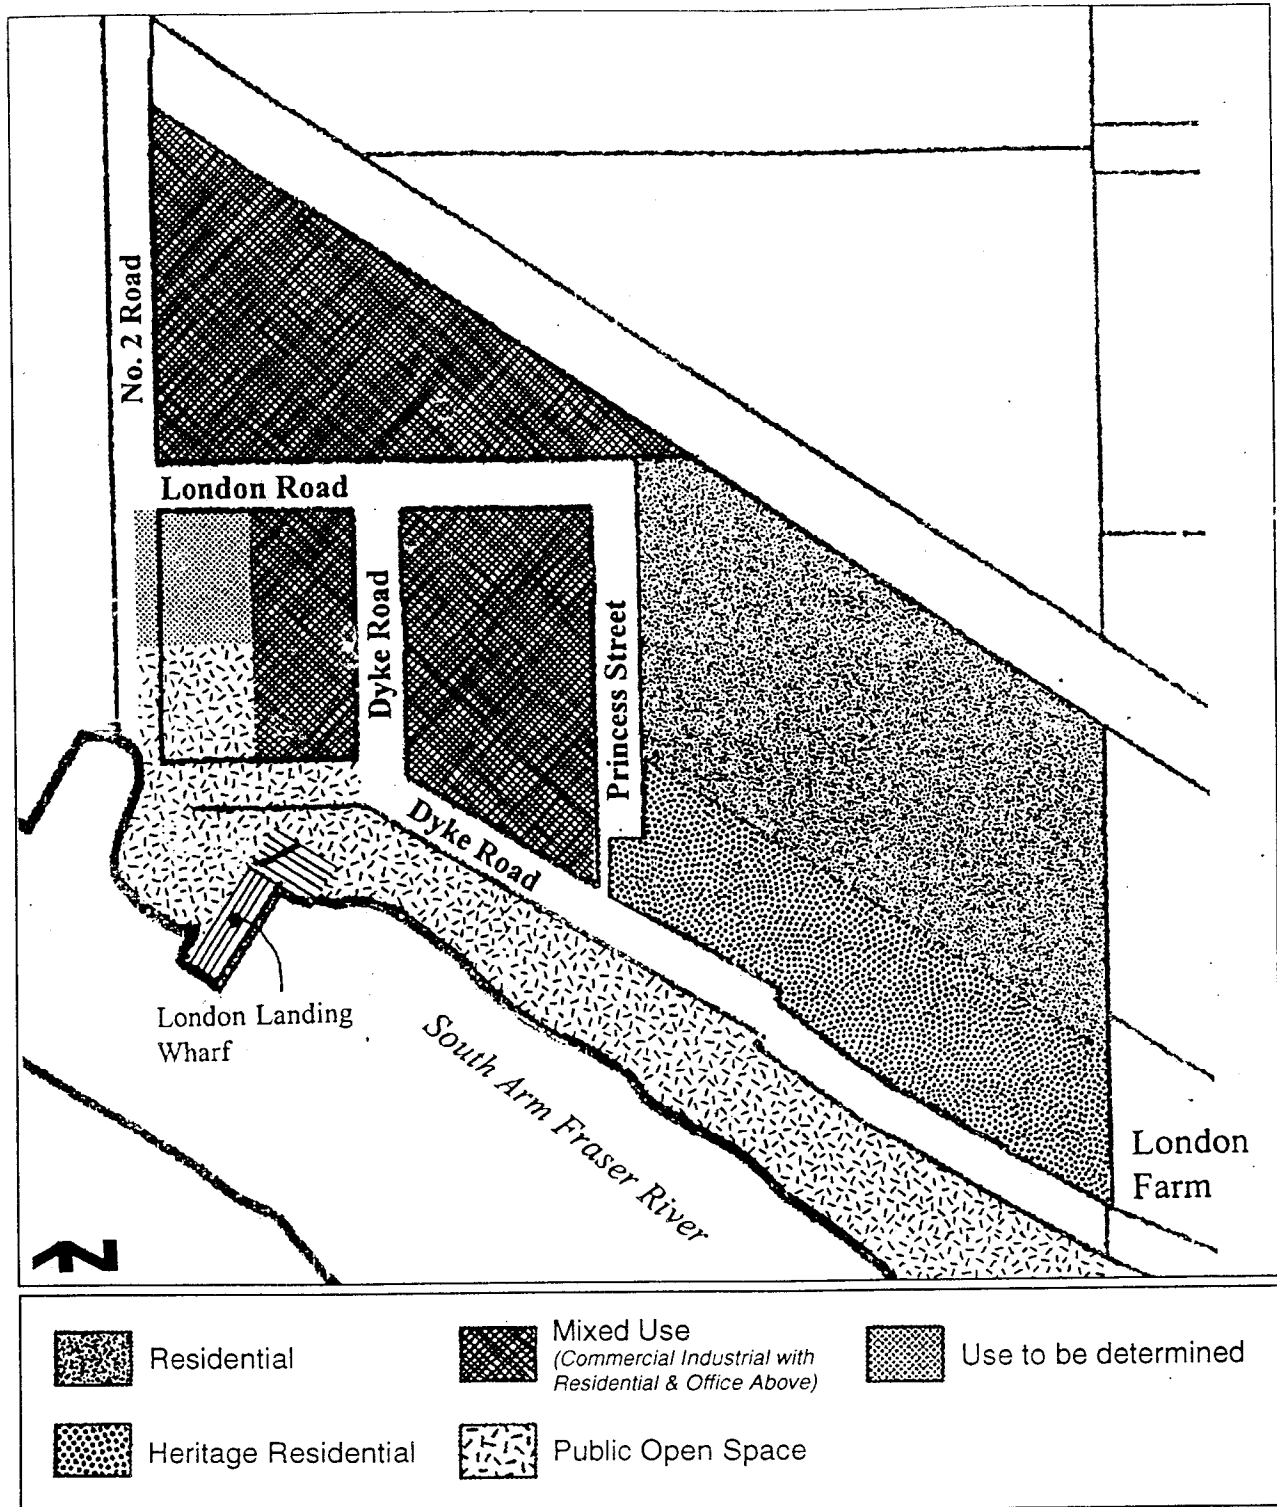 No. 2 Road
London Road
Dyke Road
Princess Street
Dyke Road
London Landing
Wharf
South Arm Fraser River
London
Farm
N
Residential
Mixed Use
(Commercial Industrial with
Residential & Office Above)
Use to be determined
Heritage Residential
Public Open Space